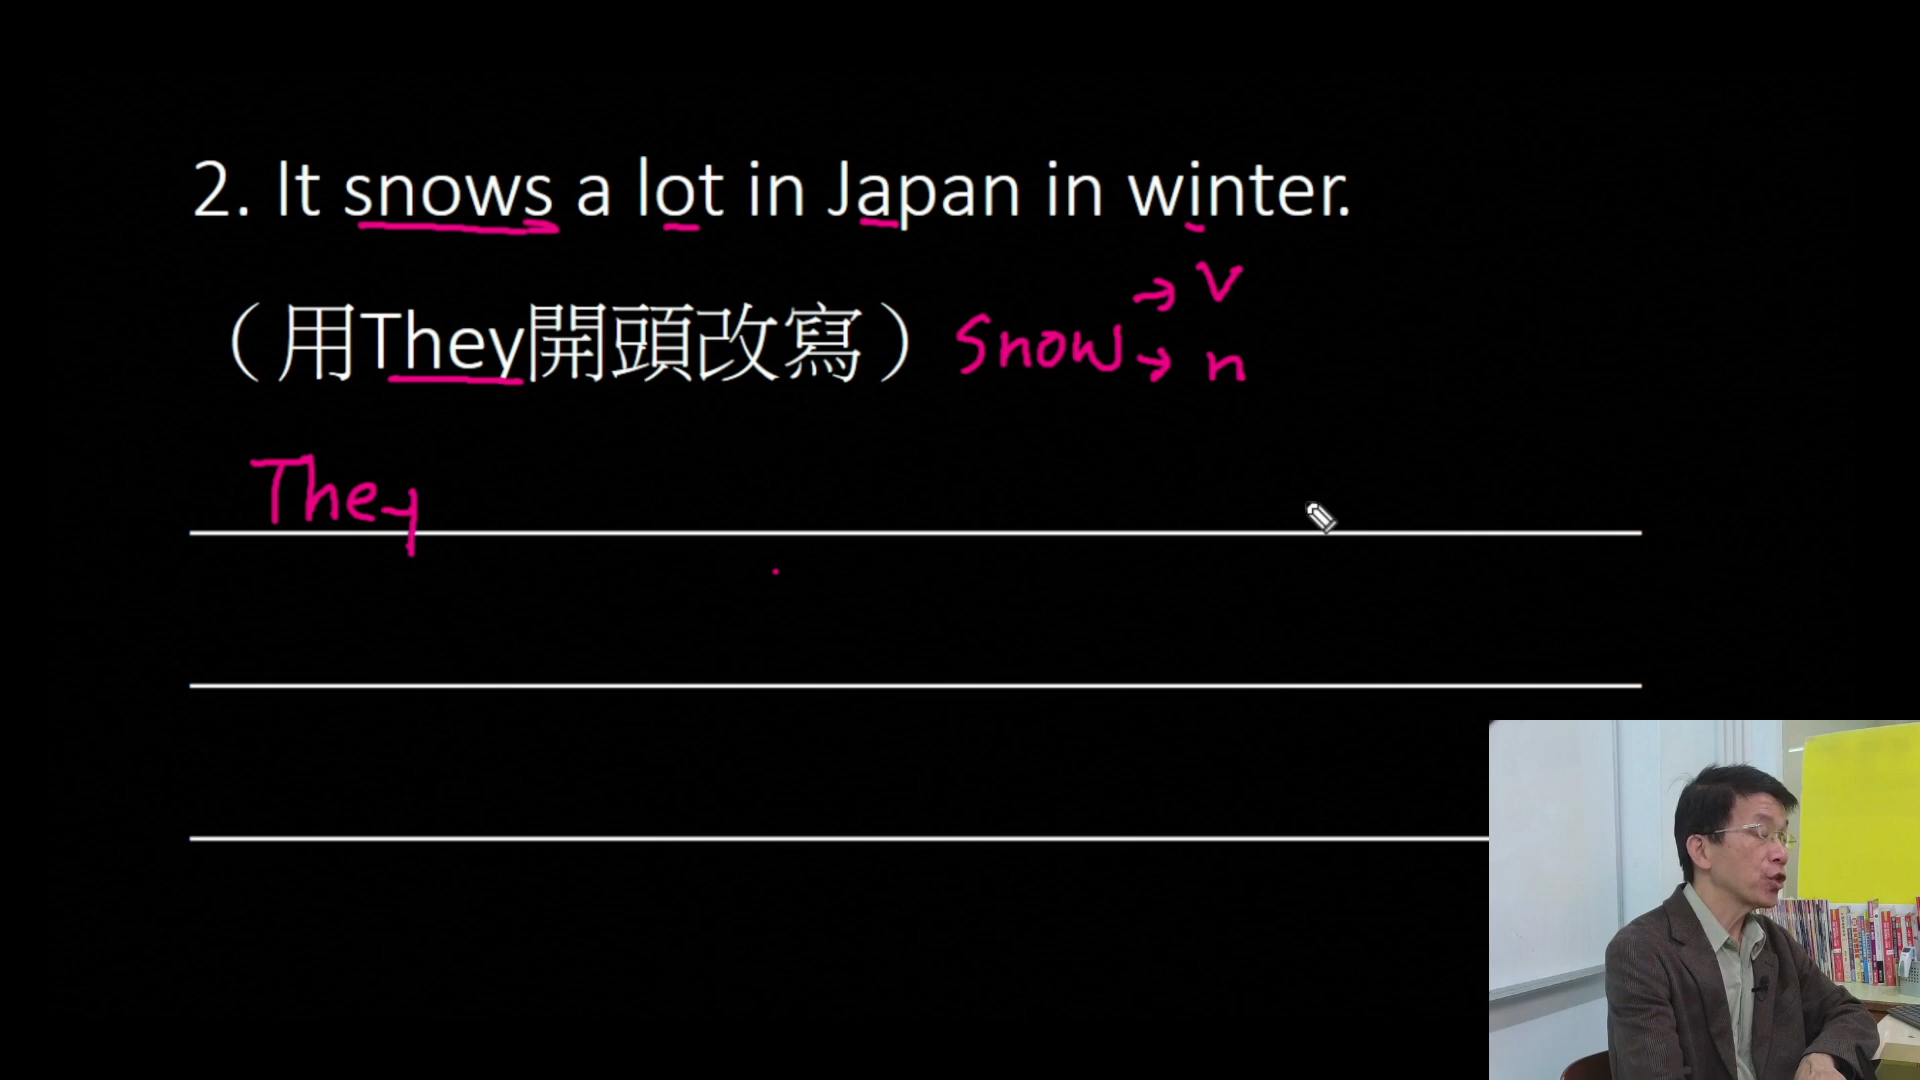 2. It snows a lot in Japan in winter.
→ v
（用They開頭改寫） Snow → n
They